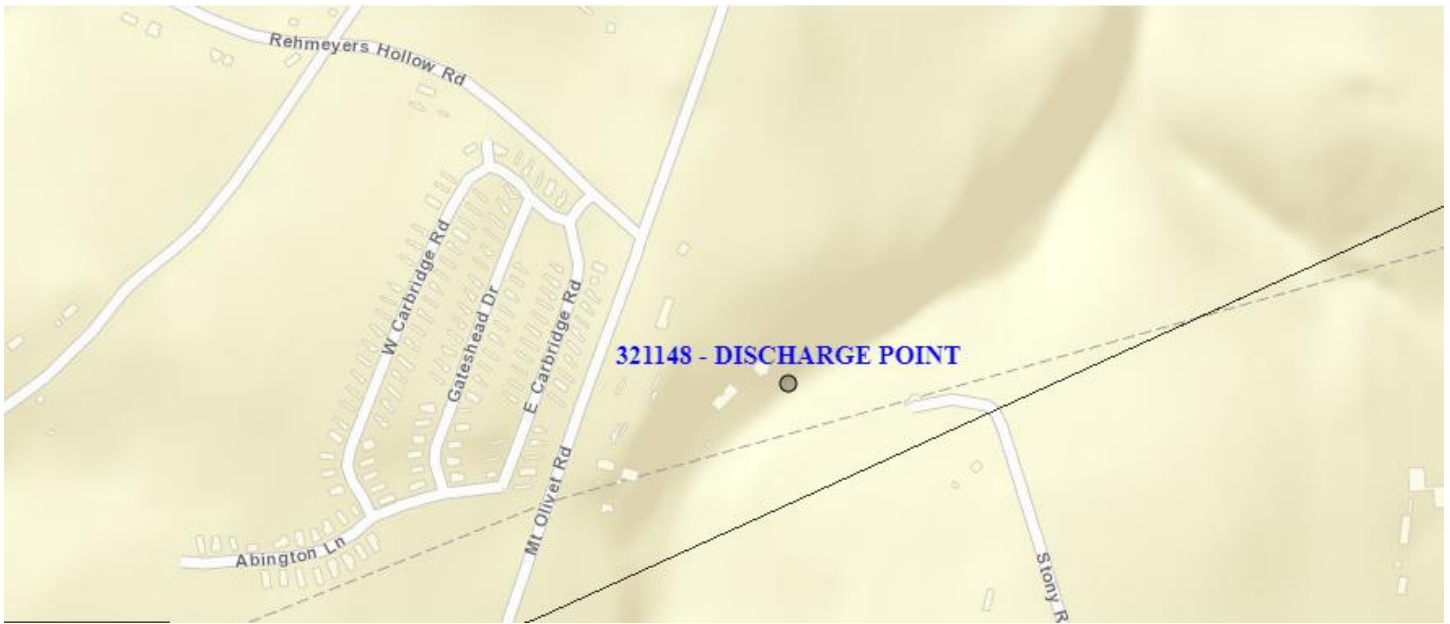 Rehmeyers Hollow Rd
W Carbridge Rd
Gateshead Dr
E Carbridge Rd
321148 - DISCHARGE POINT
Mt Olivet Rd
Abington Ln
Stony R